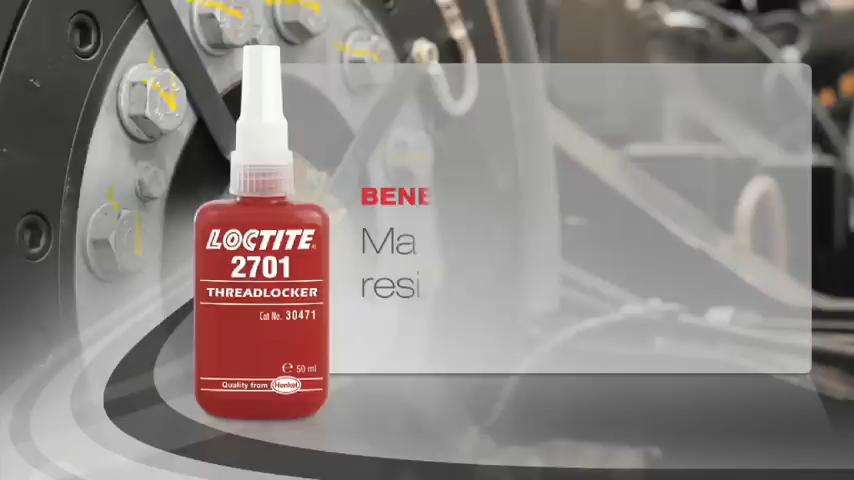 BENE
Ma
resi
LOCTITE
2701
THREADLOCKER
Cat No. 30471
e 50 ml
Quality from Henkel